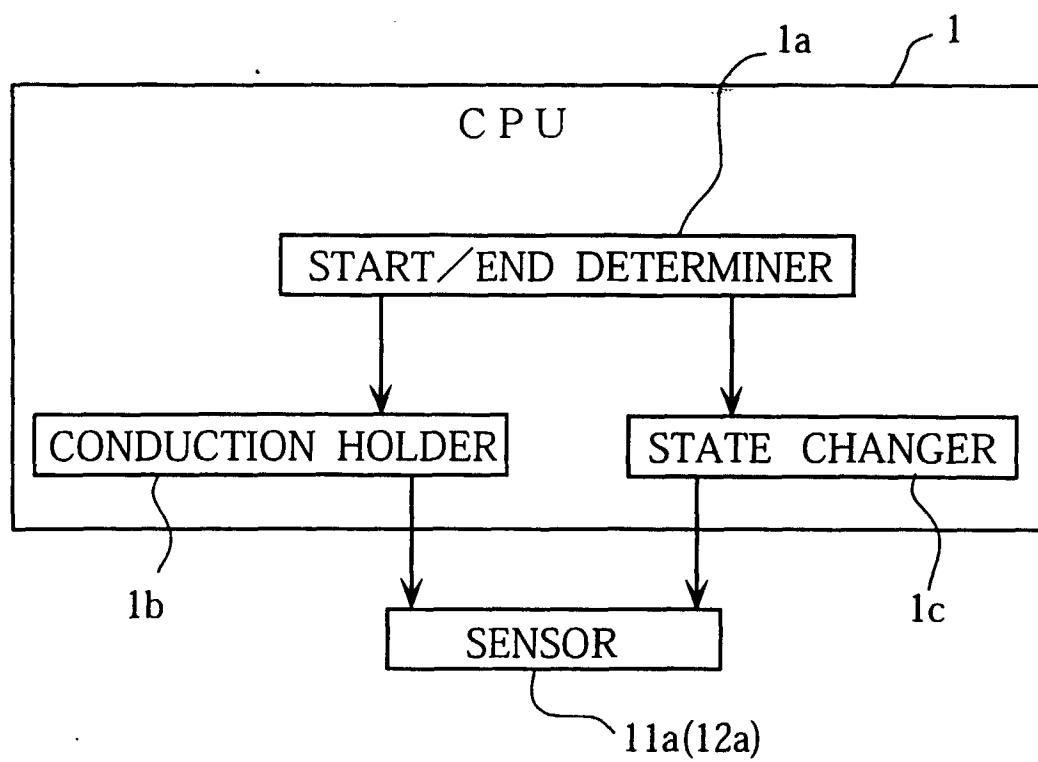 1
1a
CPU
START/END DETERMINER
CONDUCTION HOLDER
STATE CHANGER
1b
1c
SENSOR
11a(12a)